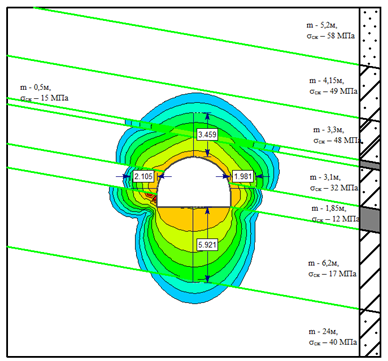 m - 5,2м,
σсж – 58 МПа
m - 4,15м,
σсж – 49 МПа
m - 0,5м,
σсж – 15 МПа
m - 3,3м,
σсж – 48 МПа
3.459
m - 3,1м,
σсж – 32 МПа
2.105
1.981
m - 1,85м,
σсж – 12 МПа
5.921
m - 6,2м,
σсж – 17 МПа
m - 24м,
σсж – 40 МПа